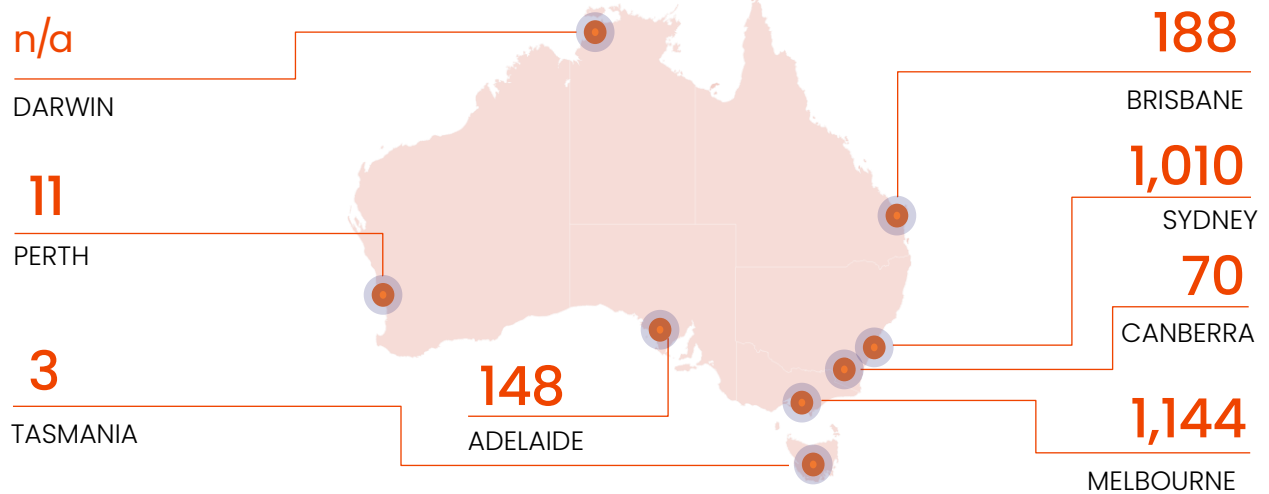 n/a
DARWIN
11
PERTH
3
TASMANIA
148
ADELAIDE
188
BRISBANE
1,010
SYDNEY
70
CANBERRA
1,144
MELBOURNE